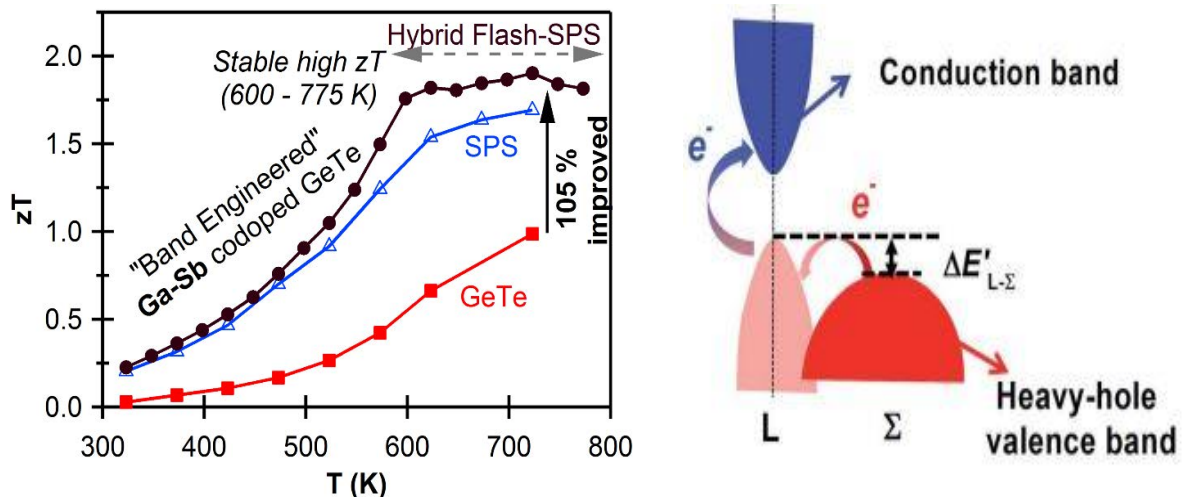 Hybrid Flash-SPS
Stable high zT
(600 - 775 K)
"Band Engineered"
Ga-Sb codoped GeTe
SPS
105 %
improved
GeTe
zT
2.0
1.5
1.0
0.5
0.0
300 400 500 600 700 800
T (K)
Conduction band
e-
e-
ΔE'L-Σ
L Σ
Heavy-hole
valence band